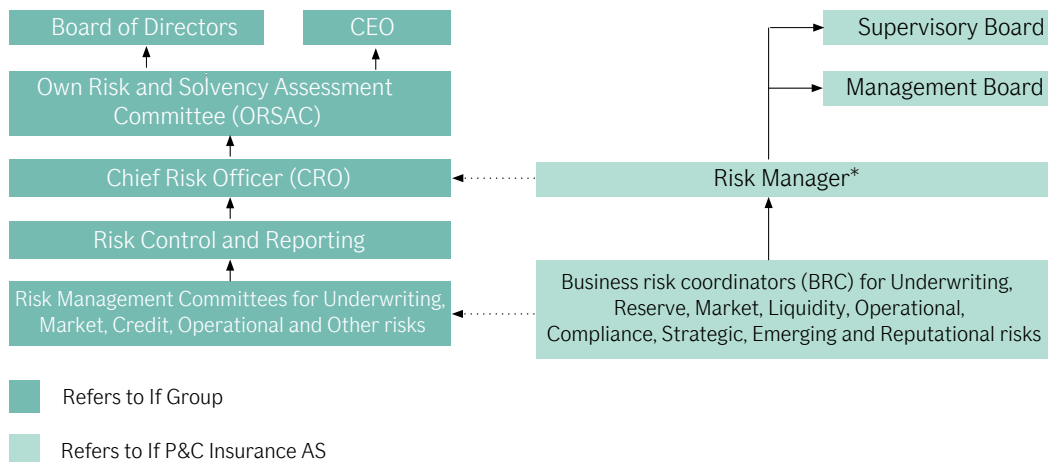 Board of Directors
CEO
Own Risk and Solvency Assessment
Committee (ORSAC)
Chief Risk Officer (CRO)
Risk Control and Reporting
Risk Management Committees for Underwriting,
Market, Credit, Operational and Other risks
Supervisory Board
Management Board
Risk Manager*
Business risk coordinators (BRC) for Underwriting,
Reserve, Market, Liquidity, Operational,
Compliance, Strategic, Emerging and Reputational risks
Refers to If Group
Refers to If P&C Insurance AS